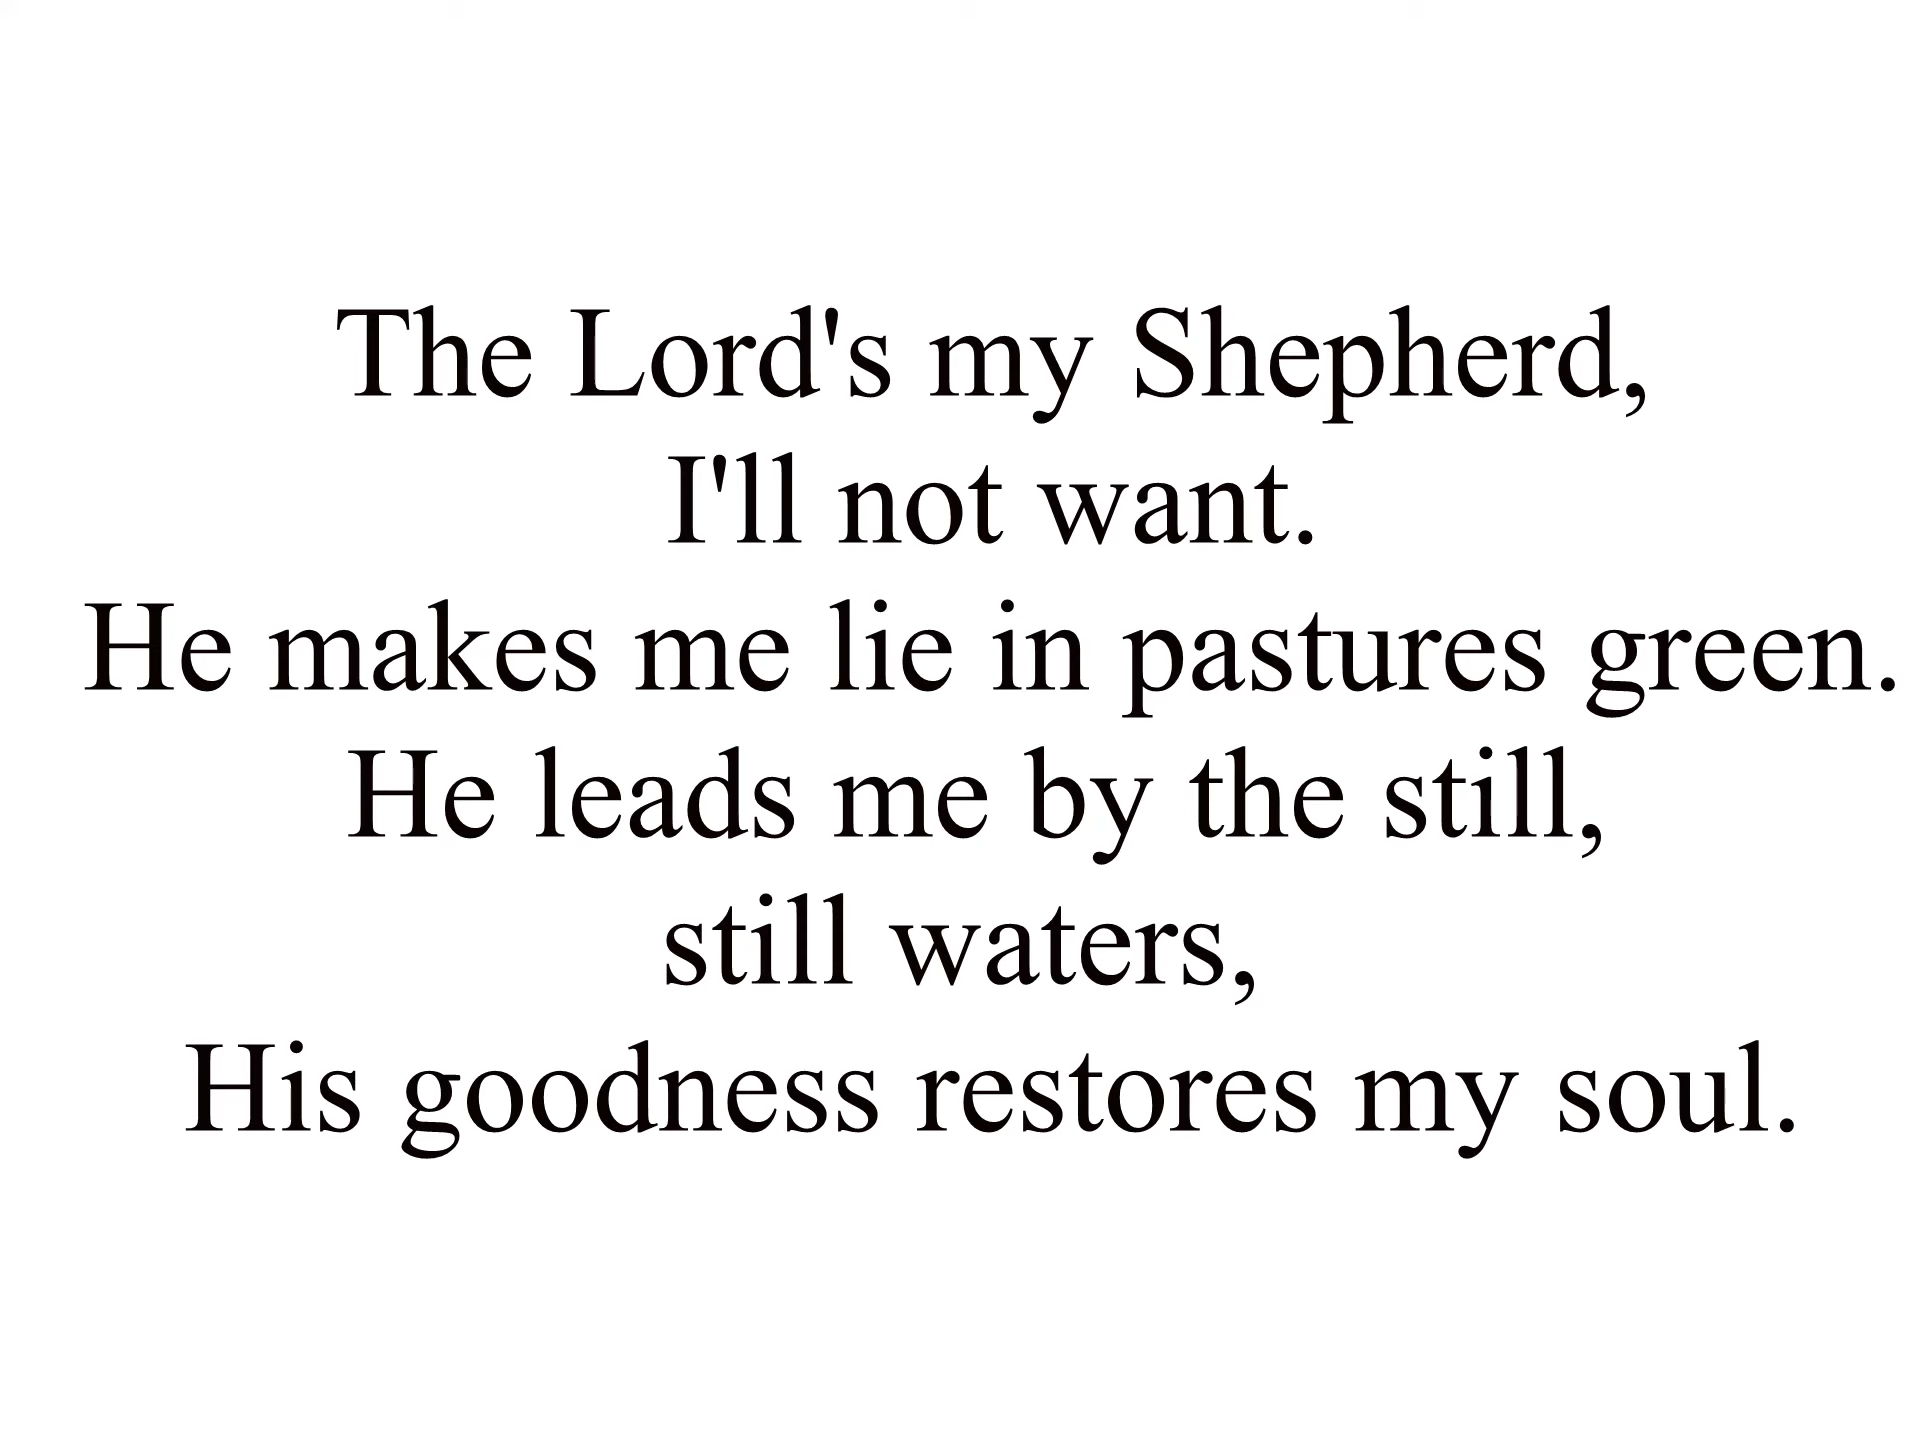 The Lord's my Shepherd,
I'll not want.
He makes me lie in pastures green.
He leads me by the still,
still waters,
His goodness restores my soul.